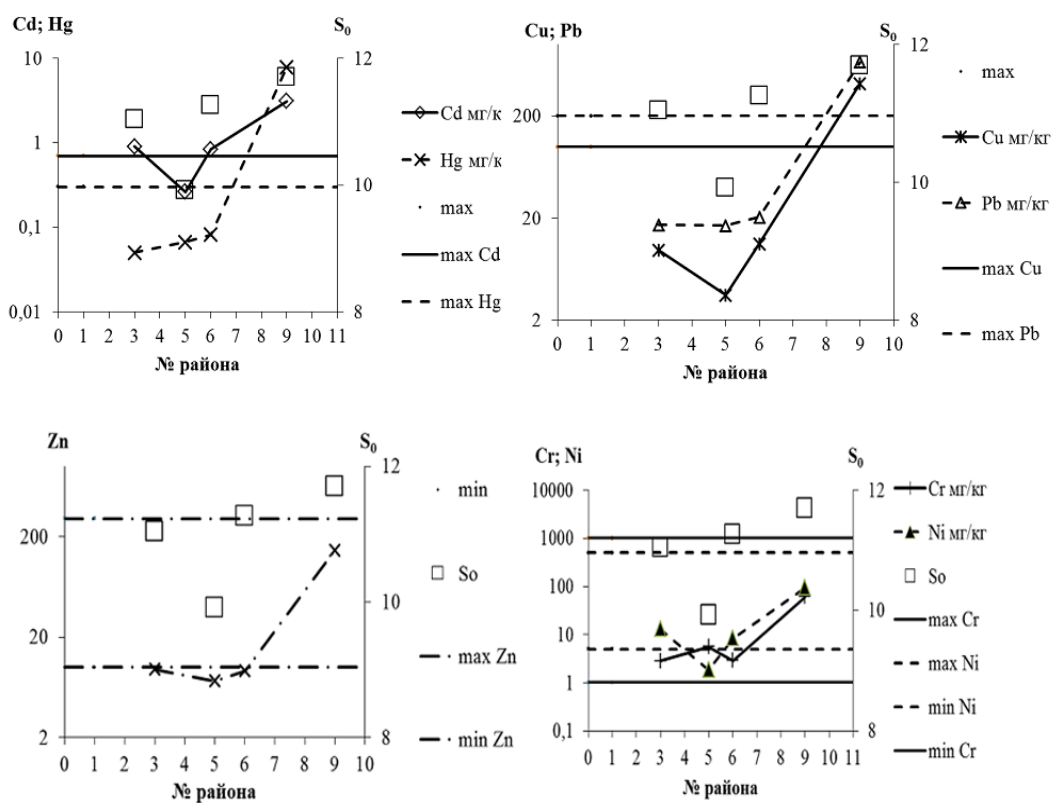 Cd; Hg
S0
10
1
0,1
0,01
12
10
8
0 1 2 3 4 5 6 7 8 9 10 11
№ района
Cd мг/к
Hg мг/к
max
max Cd
max Hg
Cu; Pb
S0
200
20
2
12
10
8
0 1 2 3 4 5 6 7 8 9 10
№ района
max
Cu мг/кг
Pb мг/кг
max Cu
max Pb
Zn
S0
200
20
2
12
10
8
0 1 2 3 4 5 6 7 8 9 10
№ района
min
So
max Zn
min Zn
Cr; Ni
S0
10000
1000
100
10
1
0,1
12
10
8
0 1 2 3 4 5 6 7 8 9 10 11
№ района
Cr мг/кг
Ni мг/кг
So
max Cr
max Ni
min Ni
min Cr